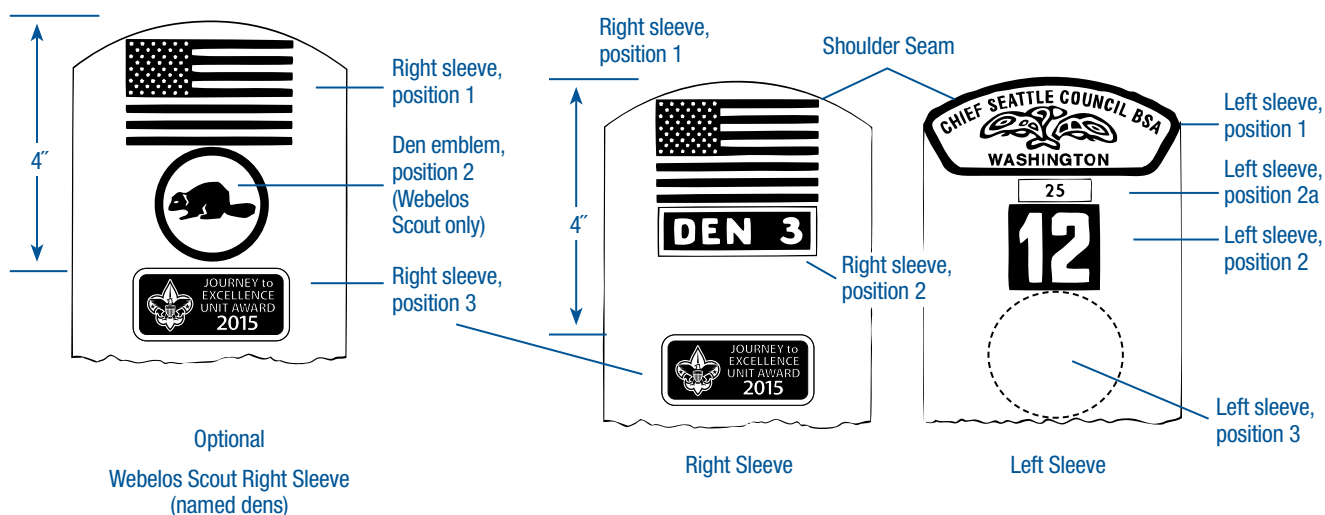 4˝
Right sleeve,
position 1
Den emblem,
position 2
(Webelos
Scout only)
Right sleeve,
position 3
JOURNEY to
EXCELLENCE
UNIT AWARD
2015
Optional
Webelos Scout Right Sleeve
(named dens)
Right sleeve,
position 1
Shoulder Seam
4˝
DEN 3
Right sleeve,
position 2
JOURNEY to
EXCELLENCE
UNIT AWARD
2015
Right Sleeve
CHIEF SEATTLE COUNCIL BSA
WASHINGTON
25
12
Left sleeve,
position 1
Left sleeve,
position 2a
Left sleeve,
position 2
Left sleeve,
position 3
Left Sleeve